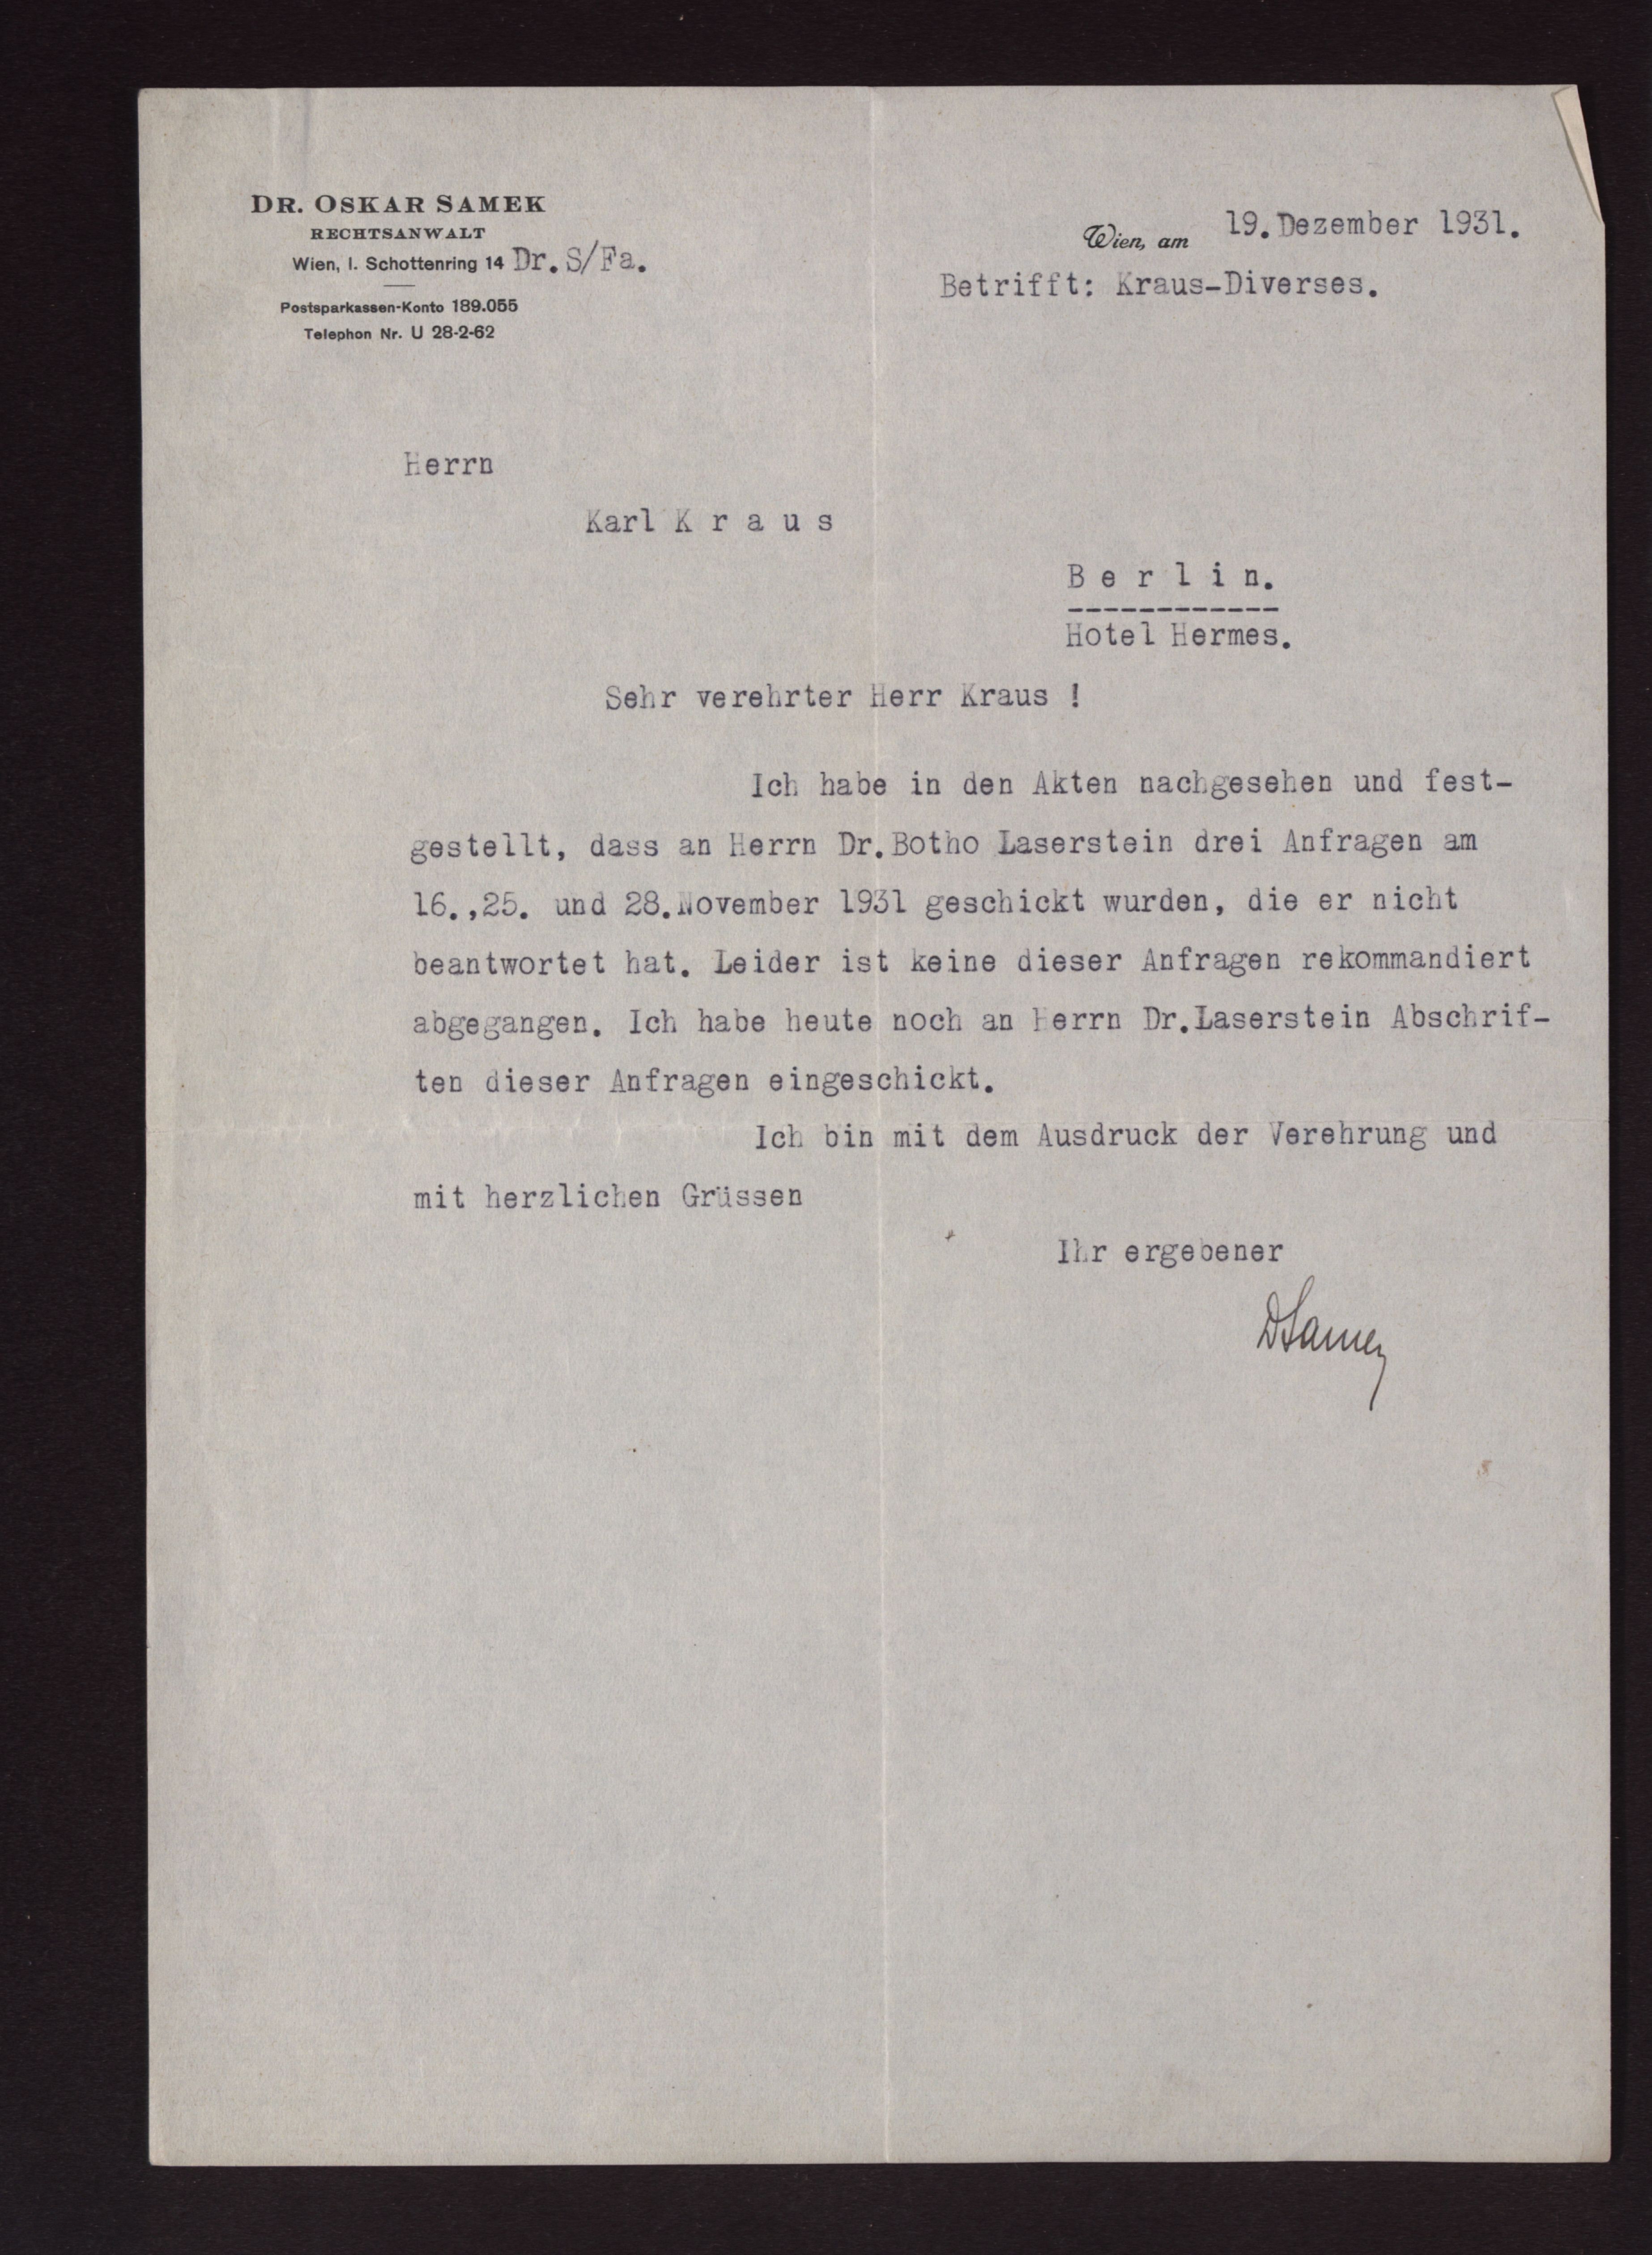 DR. OSKAR SAMEK
RECHTSANWALT
Wien, I. Schottenring 14 Dr. S/Fa.
Postsparkassen-Konto 189.055
Telephon Nr. U 28-2-62
Wien, am 19. Dezember 1931.
Betrifft: Kraus-Diverses.
Herrn
Karl K r a u s
B e r l i n.
------------
Hotel Hermes.
Sehr verehrter Herr Kraus !
Ich habe in den Akten nachgesehen und fest-
gestellt, dass an Herrn Dr. Botho Laserstein drei Anfragen am
16.,25. und 28. November 1931 geschickt wurden, die er nicht
beantwortet hat. Leider ist keine dieser Anfragen rekommandiert
abgegangen. Ich habe heute noch an Herrn Dr. Laserstein Abschrif-
ten dieser Anfragen eingeschickt.
Ich bin mit dem Ausdruck der Verehrung und
mit herzlichen Grüssen
Ihr ergebener
DSamek